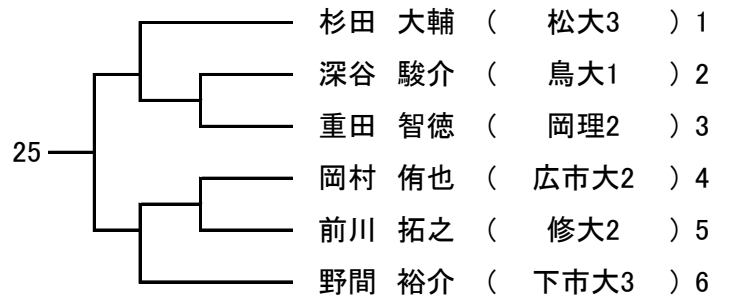 杉田 大輔 ( 松大3 ) 1
深谷 駿介 ( 鳥大1 ) 2
重田 智徳 ( 岡理2 ) 3
25
岡村 侑也 ( 広市大2 ) 4
前川 拓之 ( 修大2 ) 5
野間 裕介 ( 下市大3 ) 6